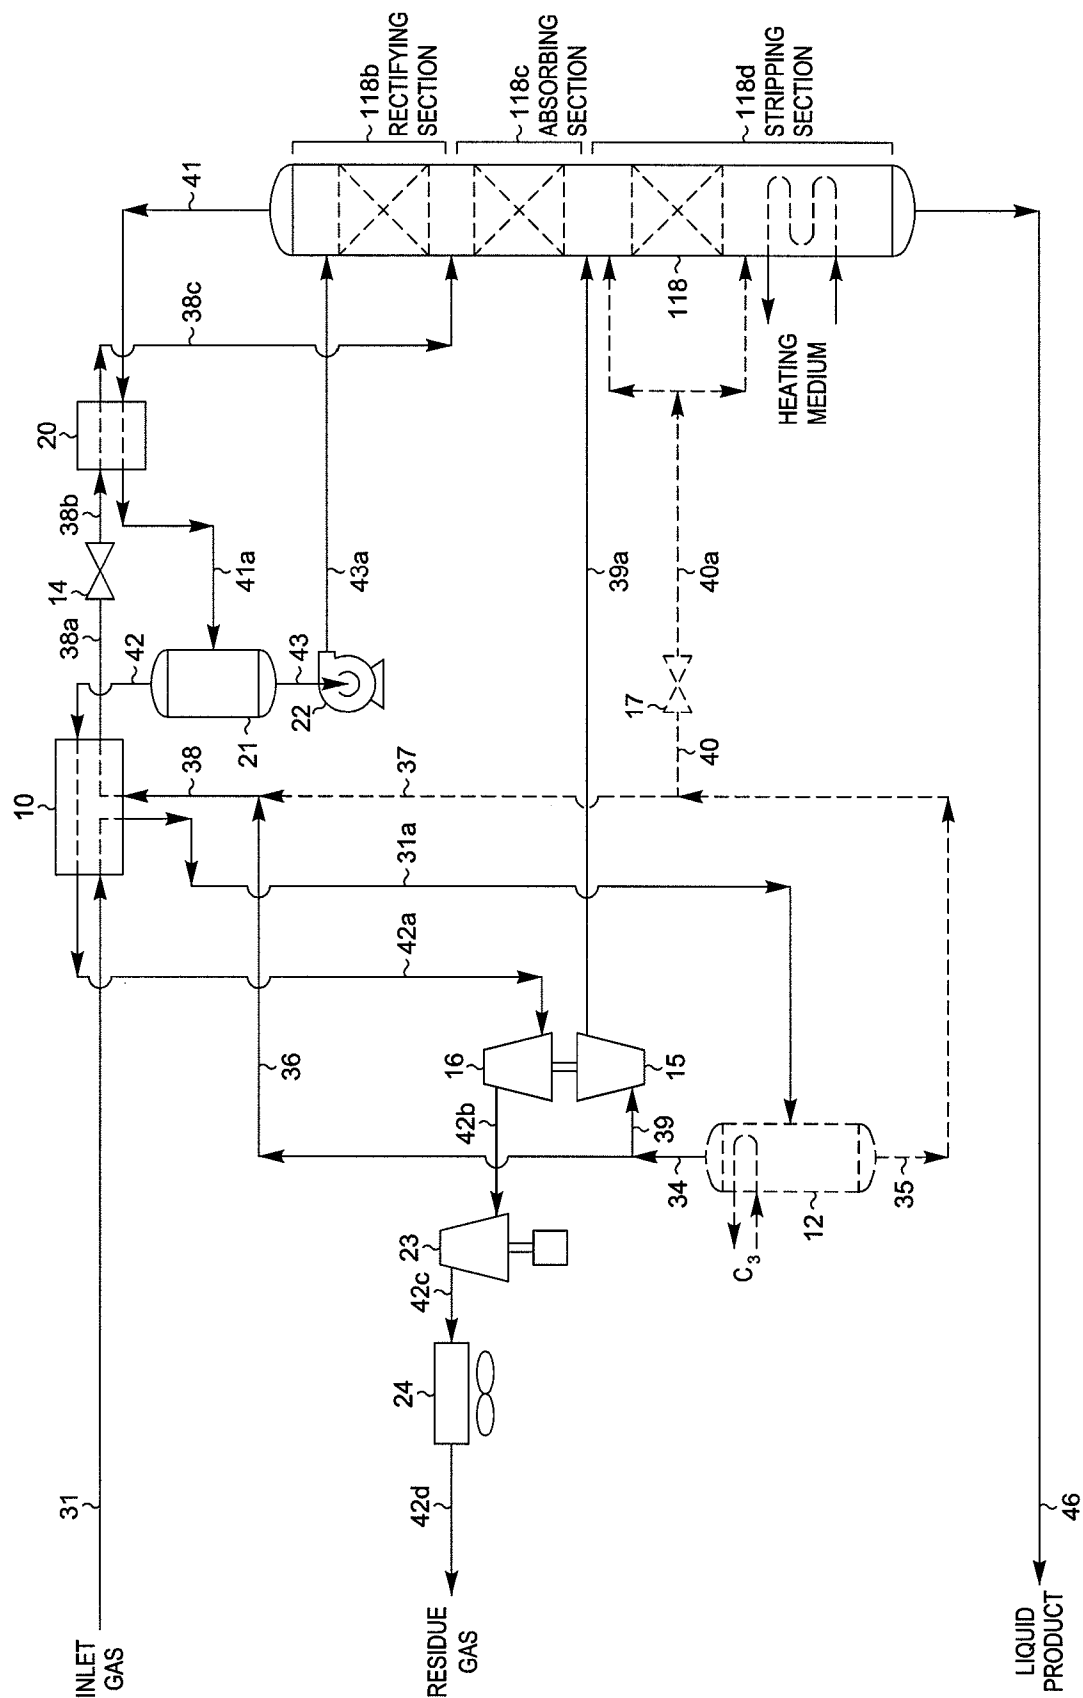 INLET
GAS
31
10
38a
14
38b
20
38c
41
42
21
41a
43
22
43a
38
37
31a
42a
36
16
15
42b
39
34
35
12
C3
23
42c
24
42d
RESIDUE
GAS
39a
40
17
40a
118
118b
RECTIFYING
SECTION
118c
ABSORBING
SECTION
118d
STRIPPING
SECTION
HEATING
MEDIUM
46
LIQUID
PRODUCT